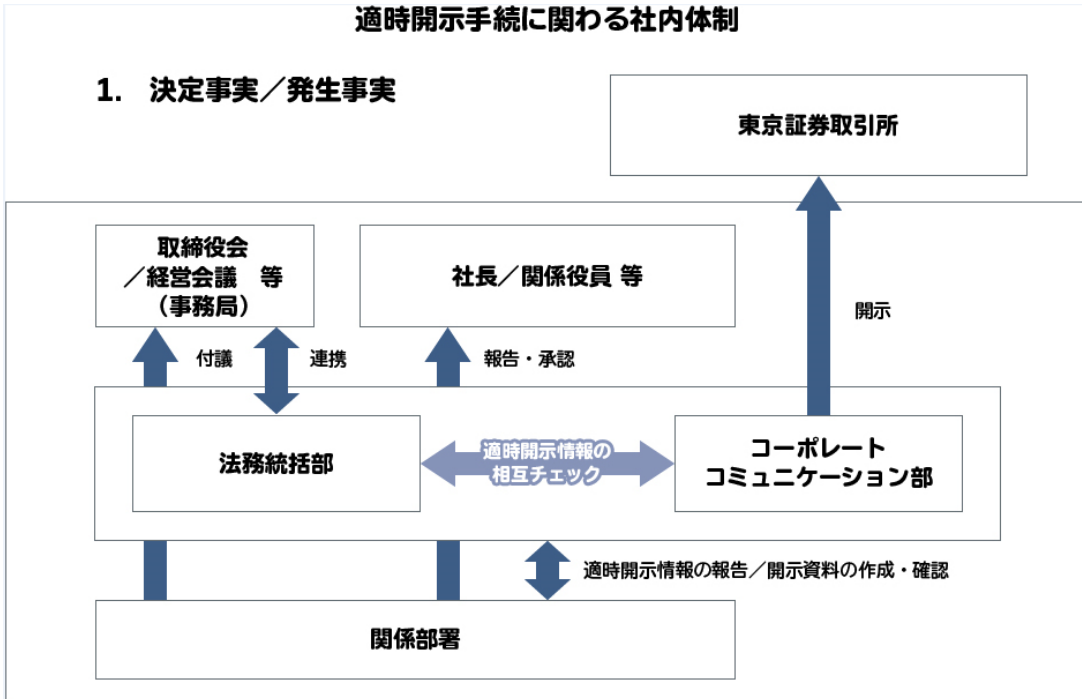 適時開示手続に関わる社内体制
1. 決定事実／発生事実
東京証券取引所
取締役会
／経営会議 等
（事務局）
社長／関係役員 等
開示
付議
連携
報告・承認
法務統括部
適時開示情報の
相互チェック
コーポレート
コミュニケーション部
適時開示情報の報告／開示資料の作成・確認
関係部署